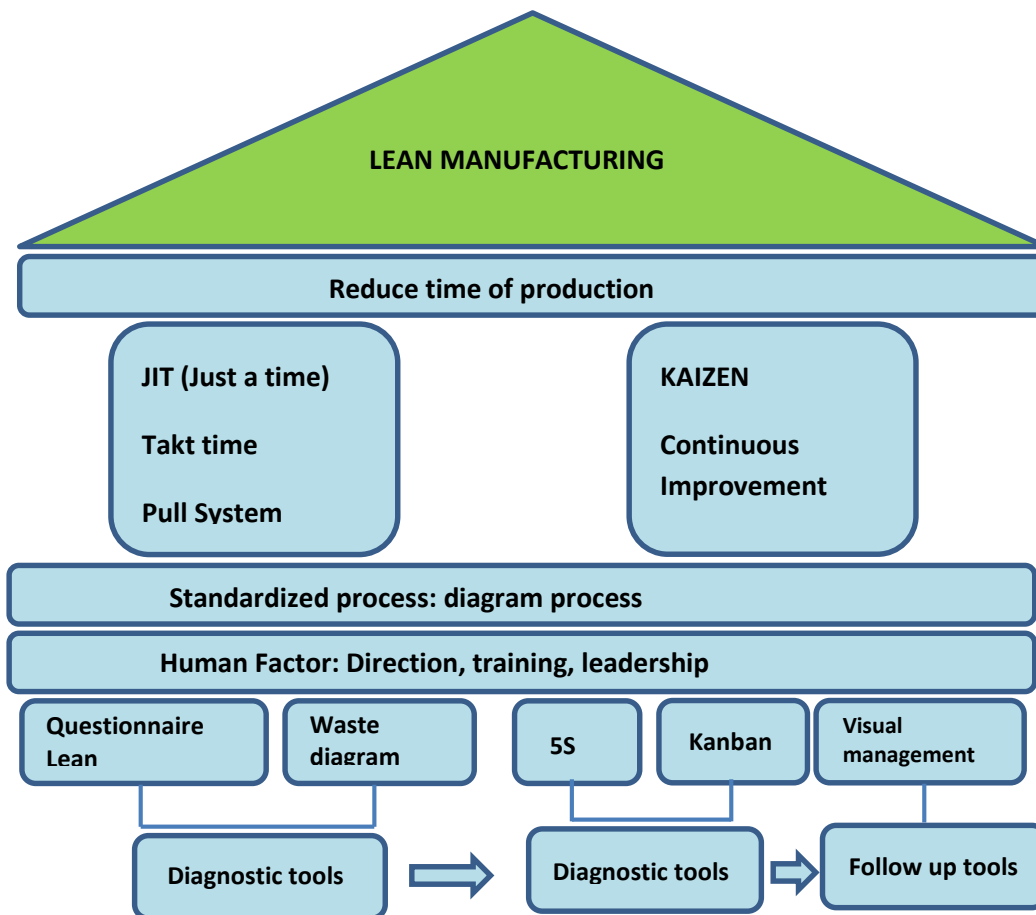 LEAN MANUFACTURING
Reduce time of production
JIT (Just a time)
Takt time
Pull System
KAIZEN
Continuous
Improvement
Standardized process: diagram process
Human Factor: Direction, training, leadership
Questionnaire
Lean
Waste
diagram
5S
Kanban
Visual
management
Diagnostic tools
Diagnostic tools
Follow up tools